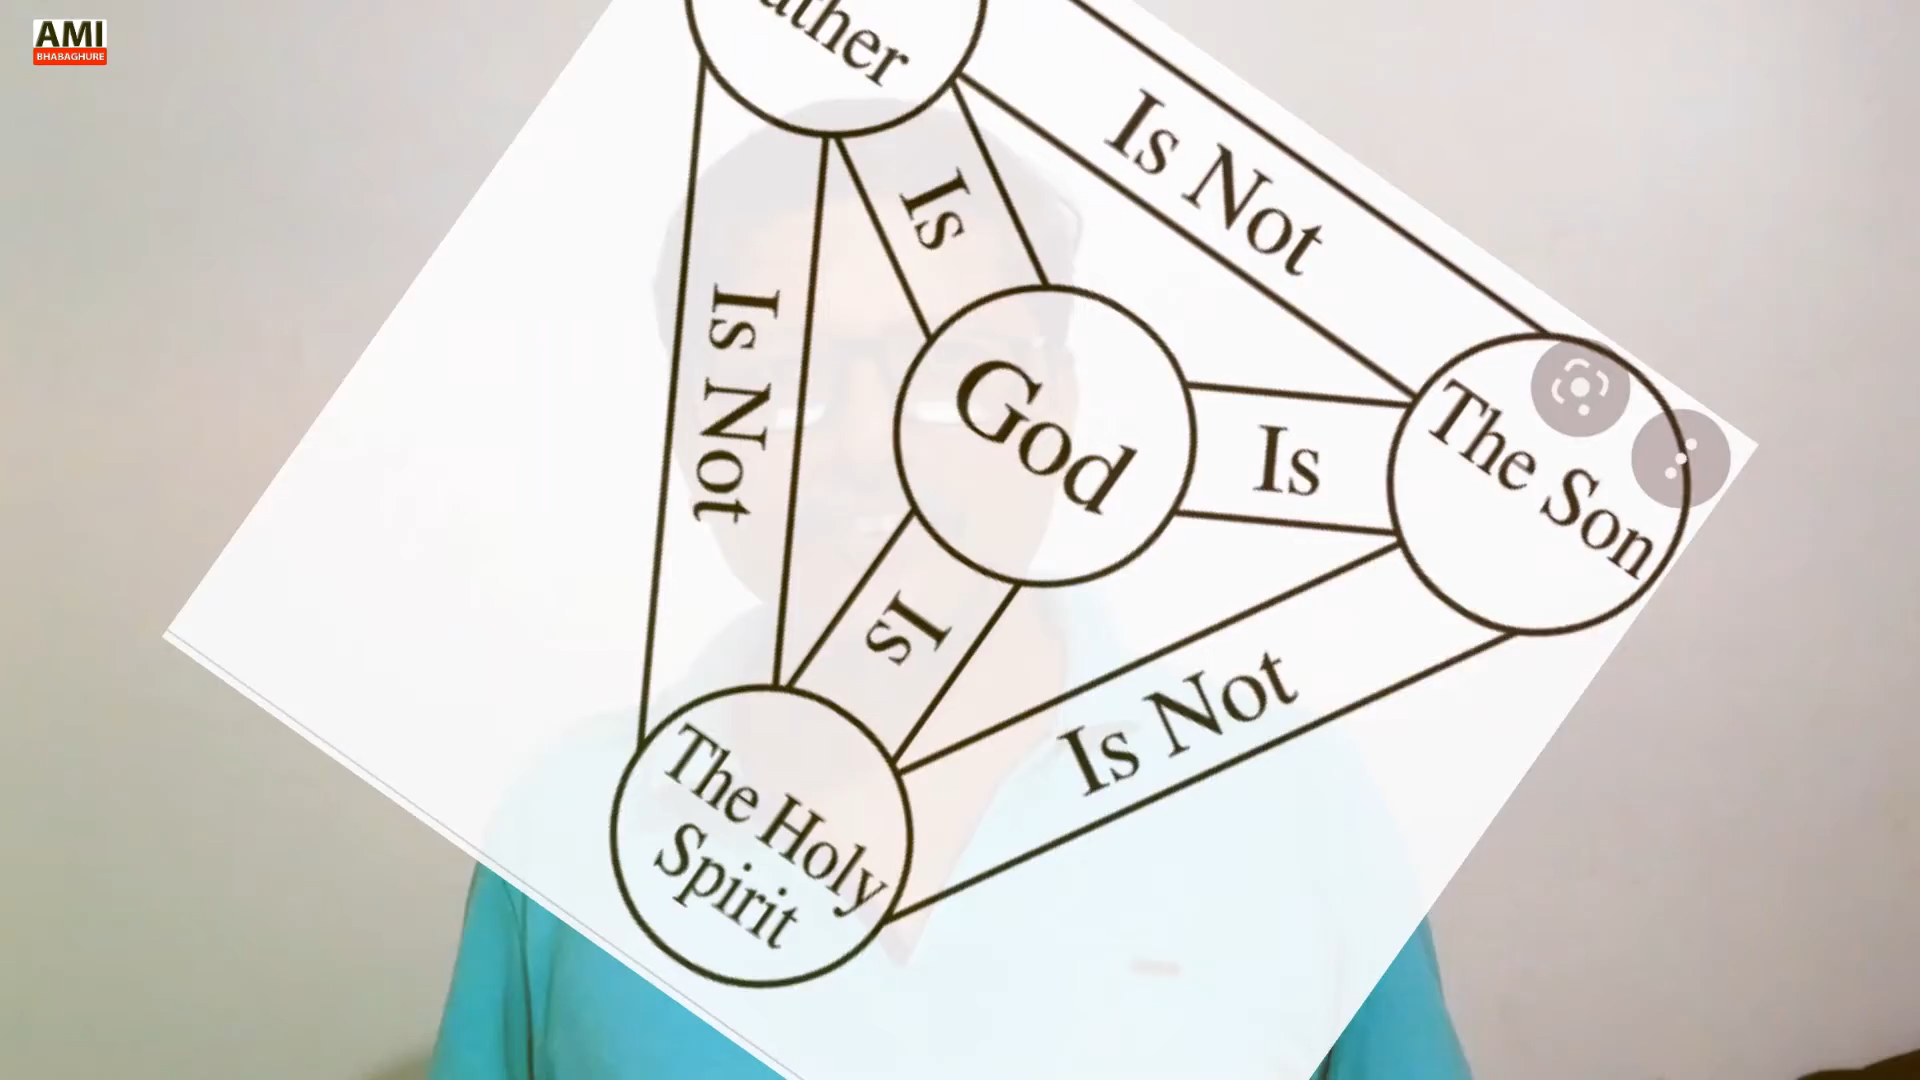 AMI
BHABAGHURE
ather
Is Not
Is
Is Not
God
Is
The Son
Is
Is Not
The Holy
Spirit